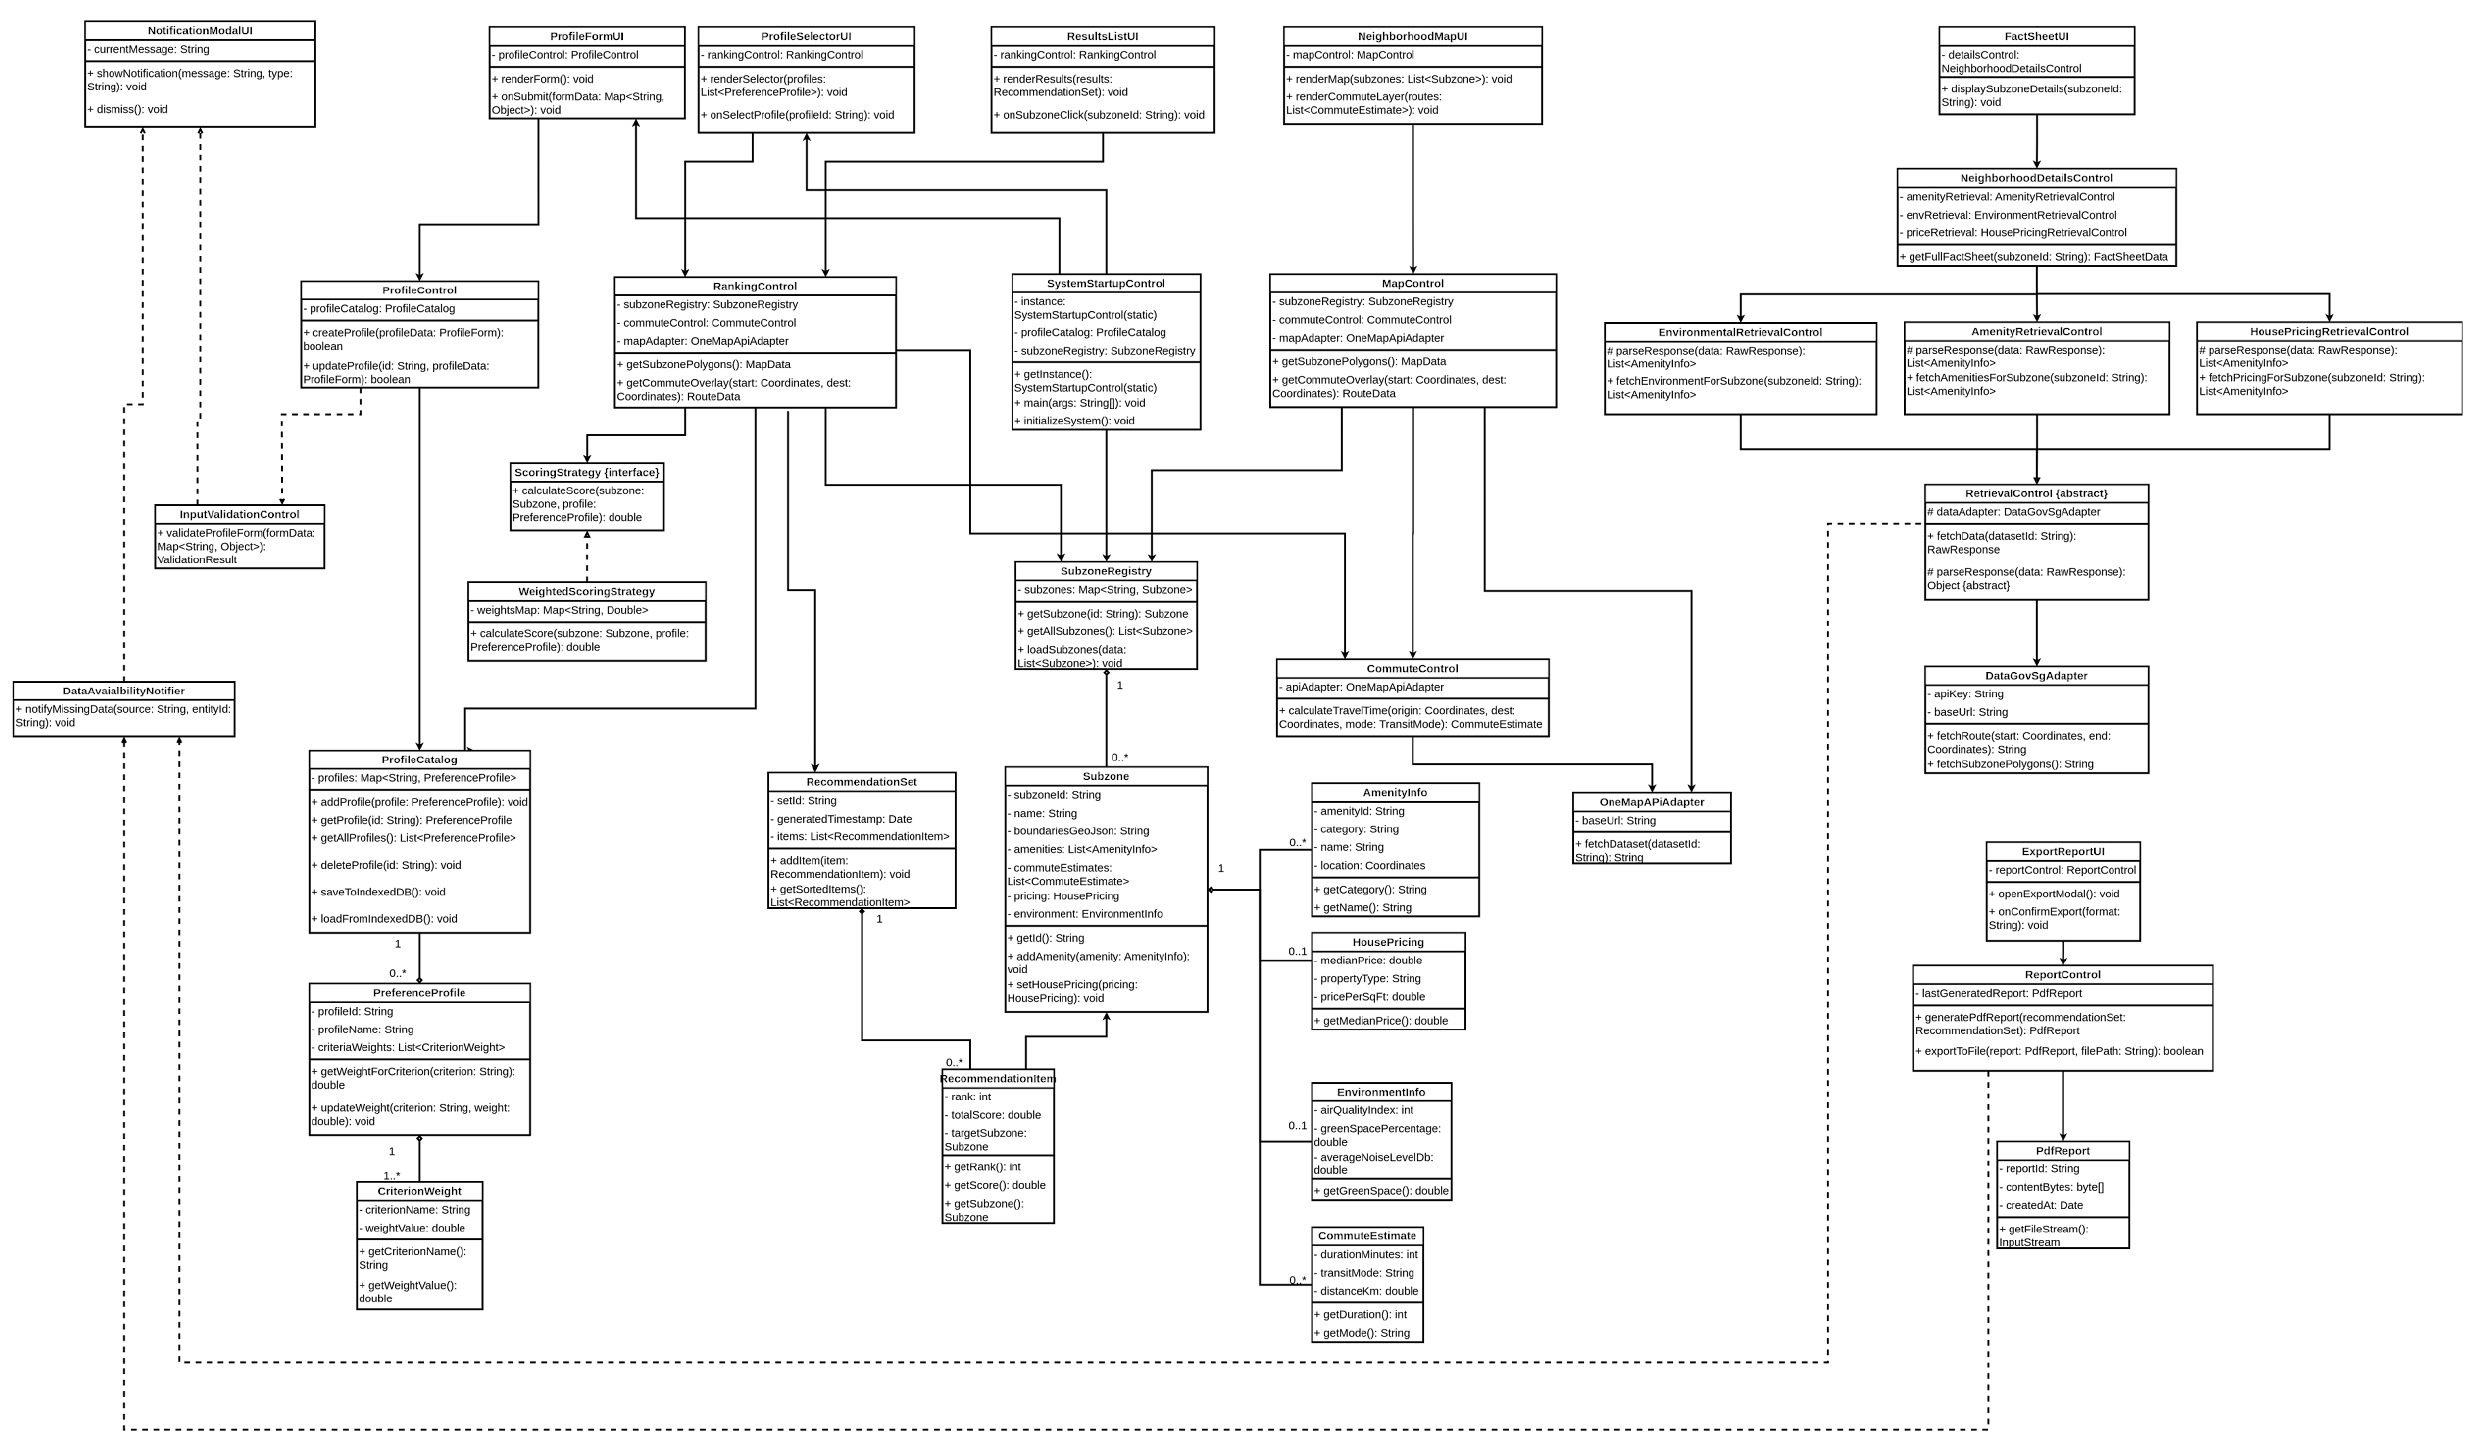 NotificationModalUI
- currentMessage: String
+ showNotification(message: String, type:
String): void
+ dismiss(): void
ProfileFormUI
- profileControl: ProfileControl
+ renderForm(): void
+ onSubmit(formData: Map<String,
Object>): void
ProfileSelectorUI
- rankingControl: RankingControl
+ renderSelector(profiles:
List<PreferenceProfile>): void
+ onSelectProfile(profileId: String): void
ResultsListUI
- rankingControl: RankingControl
+ renderResults(results:
RecommendationSet): void
+ onSubzoneClick(subzoneId: String): void
NeighborhoodMapUI
- mapControl: MapControl
+ renderMap(subzones: List<Subzone>): void
+ renderCommuteLayer(routes:
List<CommuteEstimate>): void
FactSheetUI
- detailsControl:
NeighborhoodDetailsControl
+ displaySubzoneDetails(subzoneId:
String): void
NeighborhoodDetailsControl
- amenityRetrieval: AmenityRetrievalControl
- envRetrieval: EnvironmentRetrievalControl
- priceRetrieval: HousePricingRetrievalControl
+ getFullFactSheet(subzoneId: String): FactSheetData
ProfileControl
- profileCatalog: ProfileCatalog
+ createProfile(profileData: ProfileForm):
boolean
+ updateProfile(id: String, profileData:
ProfileForm): boolean
RankingControl
- subzoneRegistry: SubzoneRegistry
- commuteControl: CommuteControl
- mapAdapter: OneMapApiAdapter
+ getSubzonePolygons(): MapData
+ getCommuteOverlay(start: Coordinates, dest:
Coordinates): RouteData
SystemStartupControl
- instance:
SystemStartupControl(static)
- profileCatalog: ProfileCatalog
- subzoneRegistry: SubzoneRegistry
+ getInstance():
SystemStartupControl(static)
+ main(args: String[]): void
+ initializeSystem(): void
MapControl
- subzoneRegistry: SubzoneRegistry
- commuteControl: CommuteControl
- mapAdapter: OneMapApiAdapter
+ getSubzonePolygons(): MapData
+ getCommuteOverlay(start: Coordinates, dest:
Coordinates): RouteData
EnvironmentalRetrievalControl
# parseResponse(data: RawResponse):
List<AmenityInfo>
+ fetchEnvironmentForSubzone(subzoneId: String):
List<AmenityInfo>
AmenityRetrievalControl
# parseResponse(data: RawResponse):
List<AmenityInfo>
+ fetchAmenitiesForSubzone(subzoneId: String):
List<AmenityInfo>
HousePricingRetrievalControl
# parseResponse(data: RawResponse):
List<AmenityInfo>
+ fetchPricingForSubzone(subzoneId: String):
List<AmenityInfo>
ScoringStrategy {interface}
+ calculateScore(subzone:
Subzone, profile:
PreferenceProfile): double
RetrievalControl {abstract}
# dataAdapter: DataGovSgAdapter
+ fetchData(datasetId: String):
RawResponse
# parseResponse(data: RawResponse):
Object {abstract}
InputValidationControl
+ validateProfileForm(formData:
Map<String, Object>):
ValidationResult
WeightedScoringStrategy
- weightsMap: Map<String, Double>
+ calculateScore(subzone: Subzone, profile:
PreferenceProfile): double
SubzoneRegistry
- subzones: Map<String, Subzone>
+ getSubzone(id: String): Subzone
+ getAllSubzones(): List<Subzone>
+ loadSubzones(data:
List<Subzone>): void
1
0..*
CommuteControl
- apiAdapter: OneMapApiAdapter
+ calculateTravelTime(origin: Coordinates, dest:
Coordinates, mode: TransitMode): CommuteEstimate
DataGovSgAdapter
- apiKey: String
- baseUrl: String
+ fetchRoute(start: Coordinates, end:
Coordinates): String
+ fetchSubzonePolygons(): String
DataAvaialbilityNotifier
+ notifyMissingData(source: String, entityId:
String): void
ProfileCatalog
- profiles: Map<String, PreferenceProfile>
+ addProfile(profile: PreferenceProfile): void
+ getProfile(id: String): PreferenceProfile
+ getAllProfiles(): List<PreferenceProfile>
+ deleteProfile(id: String): void
+ saveToIndexedDB(): void
+ loadFromIndexedDB(): void
1
0..*
RecommendationSet
- setId: String
- generatedTimestamp: Date
- items: List<RecommendationItem>
+ addItem(item:
RecommendationItem): void
+ getSortedItems():
List<RecommendationItem>
1
0..*
Subzone
- subzoneId: String
- name: String
- boundariesGeoJson: String
- amenities: List<AmenityInfo>
- commuteEstimates:
List<CommuteEstimate>
- pricing: HousePricing
- environment: EnvironmentInfo
+ getId(): String
+ addAmenity(amenity: AmenityInfo):
void
+ setHousePricing(pricing:
HousePricing): void
1
0..*
AmenityInfo
- amenityId: String
- category: String
- name: String
- location: Coordinates
+ getCategory(): String
+ getName(): String
OneMapAPiAdapter
- baseUrl: String
+ fetchDataset(datasetId:
String): String
ExportReportUI
- reportControl: ReportControl
+ openExportModal(): void
+ onConfirmExport(format:
String): void
0..1
HousePricing
- medianPrice: double
- propertyType: String
- pricePerSqFt: double
+ getMedianPrice(): double
ReportControl
- lastGeneratedReport: PdfReport
+ generatePdfReport(recommendationSet:
RecommendationSet): PdfReport
+ exportToFile(report: PdfReport, filePath: String): boolean
PreferenceProfile
- profileId: String
- profileName: String
- criteriaWeights: List<CriterionWeight>
+ getWeightForCriterion(criterion: String):
double
+ updateWeight(criterion: String, weight:
double): void
1
1..*
RecommendationItem
- rank: int
- totalScore: double
- targetSubzone:
Subzone
+ getRank(): int
+ getScore(): double
+ getSubzone():
Subzone
0..1
EnvironmentInfo
- airQualityIndex: int
- greenSpacePercentage:
double
- averageNoiseLevelDb:
double
+ getGreenSpace(): double
PdfReport
- reportId: String
- contentBytes: byte[]
- createdAt: Date
+ getFileStream():
InputStream
CriterionWeight
- criterionName: String
- weightValue: double
+ getCriterionName():
String
+ getWeightValue():
double
0..*
CommuteEstimate
- durationMinutes: int
- transitMode: String
- distanceKm: double
+ getDuration(): int
+ getMode(): String